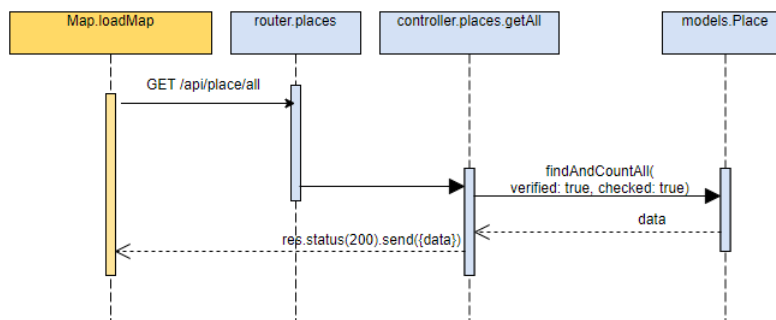 Map.loadMap
router.places
controller.places.getAll
models.Place
GET /api/place/all
findAndCountAll(
verified: true, checked: true)
data
res.status(200).send({data})